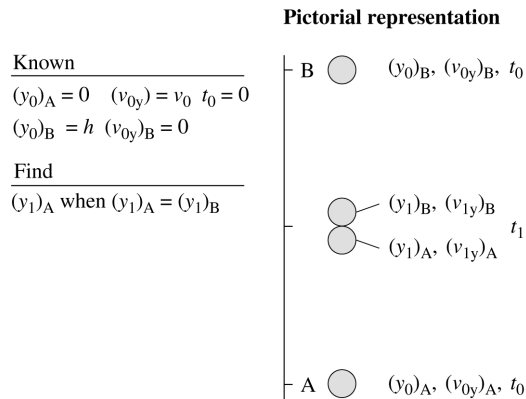 Pictorial representation
Known
(y₀)A = 0 (v₀y) = v₀ t₀ = 0
(y₀)B = h (v₀y)B = 0
Find
(y₁)A when (y₁)A = (y₁)B
B (y₀)B, (v₀y)B, t₀
(y₁)B, (v₁y)B
t₁
(y₁)A, (v₁y)A
A (y₀)A, (v₀y)A, t₀